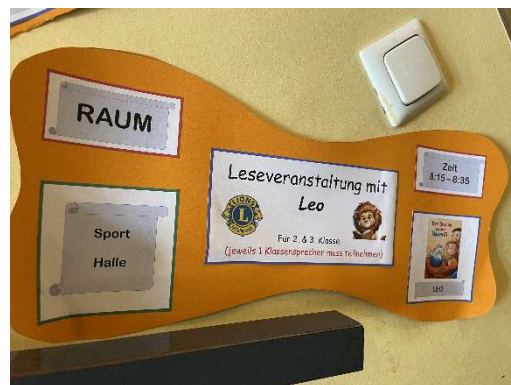 RAUM
Sport
Halle
Leseveranstaltung mit
Leo
LIONS
L
Für 2. & 3. Klasse
(jeweils 1 Klassensprecher muss teilnehmen)
Zeit
8:15 – 8:35
LEO